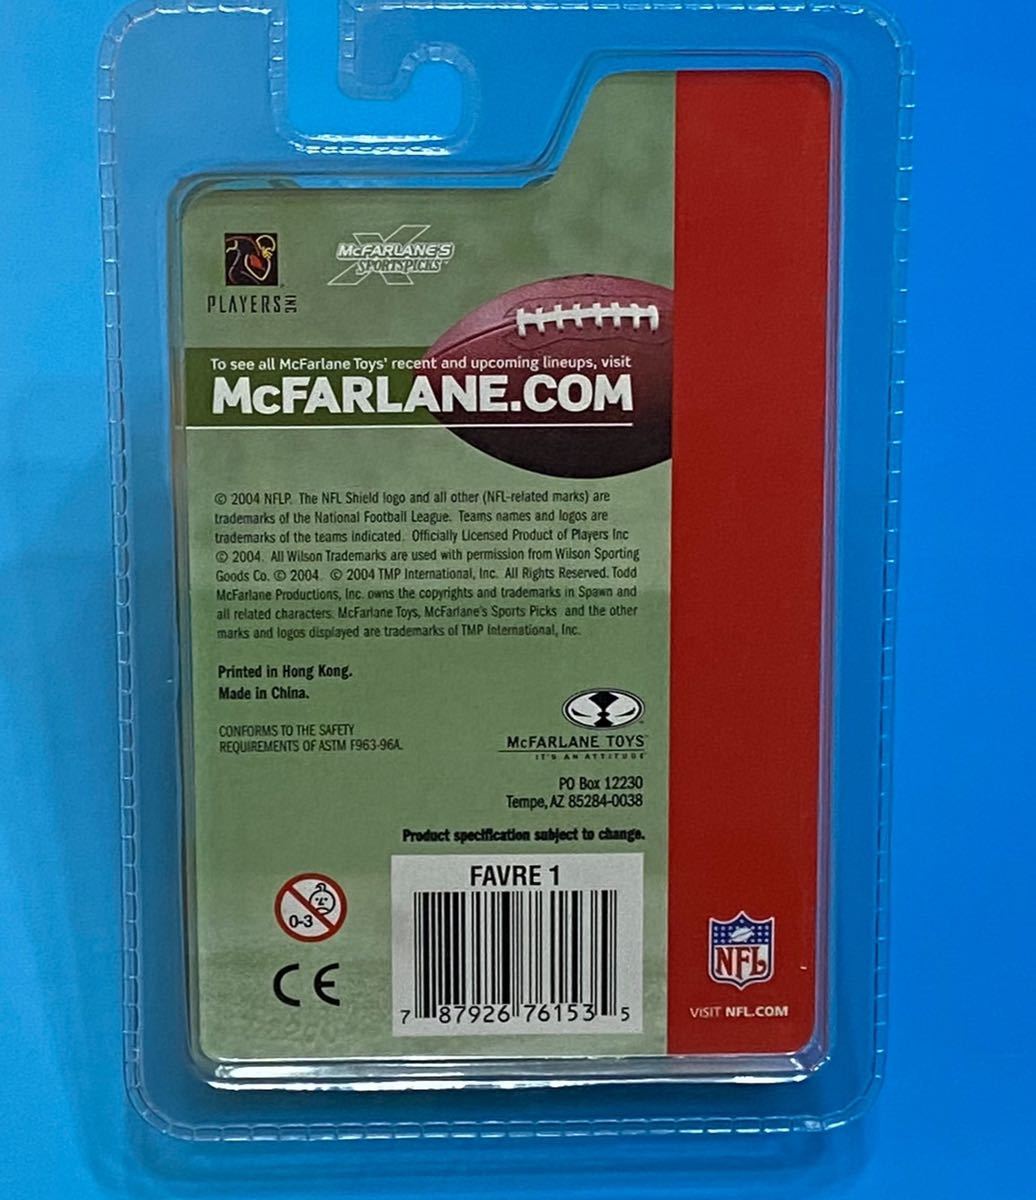 PLAYERS INC
McFARLANE'S
SPORTSPICKS™
To see all McFarlane Toys' recent and upcoming lineups, visit
McFARLANE.COM
© 2004 NFLP. The NFL Shield logo and all other (NFL-related marks) are
trademarks of the National Football League. Teams names and logos are
trademarks of the teams indicated. Officially Licensed Product of Players Inc
© 2004. All Wilson Trademarks are used with permission from Wilson Sporting
Goods Co. © 2004. © 2004 TMP International, Inc. All Rights Reserved. Todd
McFarlane Productions, Inc. owns the copyrights and trademarks in Spawn and
all related characters. McFarlane Toys, McFarlane's Sports Picks and the other
marks and logos displayed are trademarks of TMP International, Inc.
Printed in Hong Kong.
Made in China.
CONFORMS TO THE SAFETY
REQUIREMENTS OF ASTM F963-96A.
McFARLANE TOYS™
IT'S AN ATTITUDE
PO Box 12230
Tempe, AZ 85284-0038
Product specification subject to change.
FAVRE 1
0-3
CE
7 87926 76153 5
NFL
VISIT NFL.COM